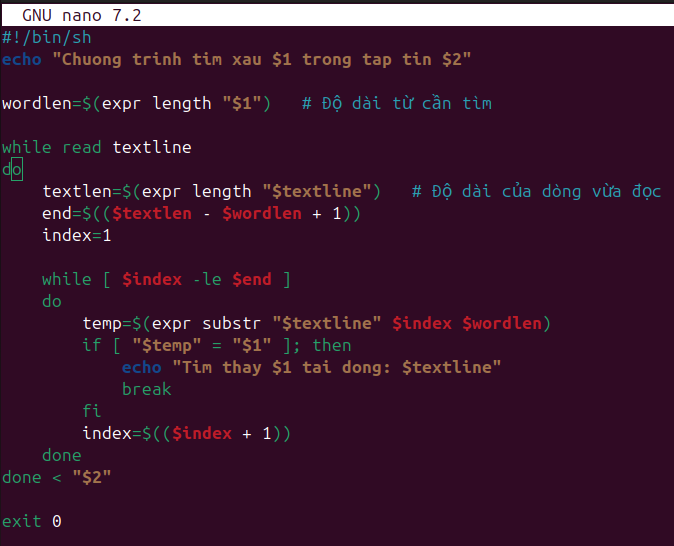 GNU nano 7.2
#!/bin/sh
echo "Chuong trinh tim xau $1 trong tap tin $2"
wordlen=$(expr length "$1")   # Độ dài từ cần tìm
while read textline
do
    textlen=$(expr length "$textline")   # Độ dài của dòng vừa đọc
    end=$(($textlen - $wordlen + 1))
    index=1
    while [ $index -le $end ]
    do
        temp=$(expr substr "$textline" $index $wordlen)
        if [ "$temp" = "$1" ]; then
            echo "Tim thay $1 tai dong: $textline"
            break
        fi
        index=$(($index + 1))
    done
done < "$2"
exit 0